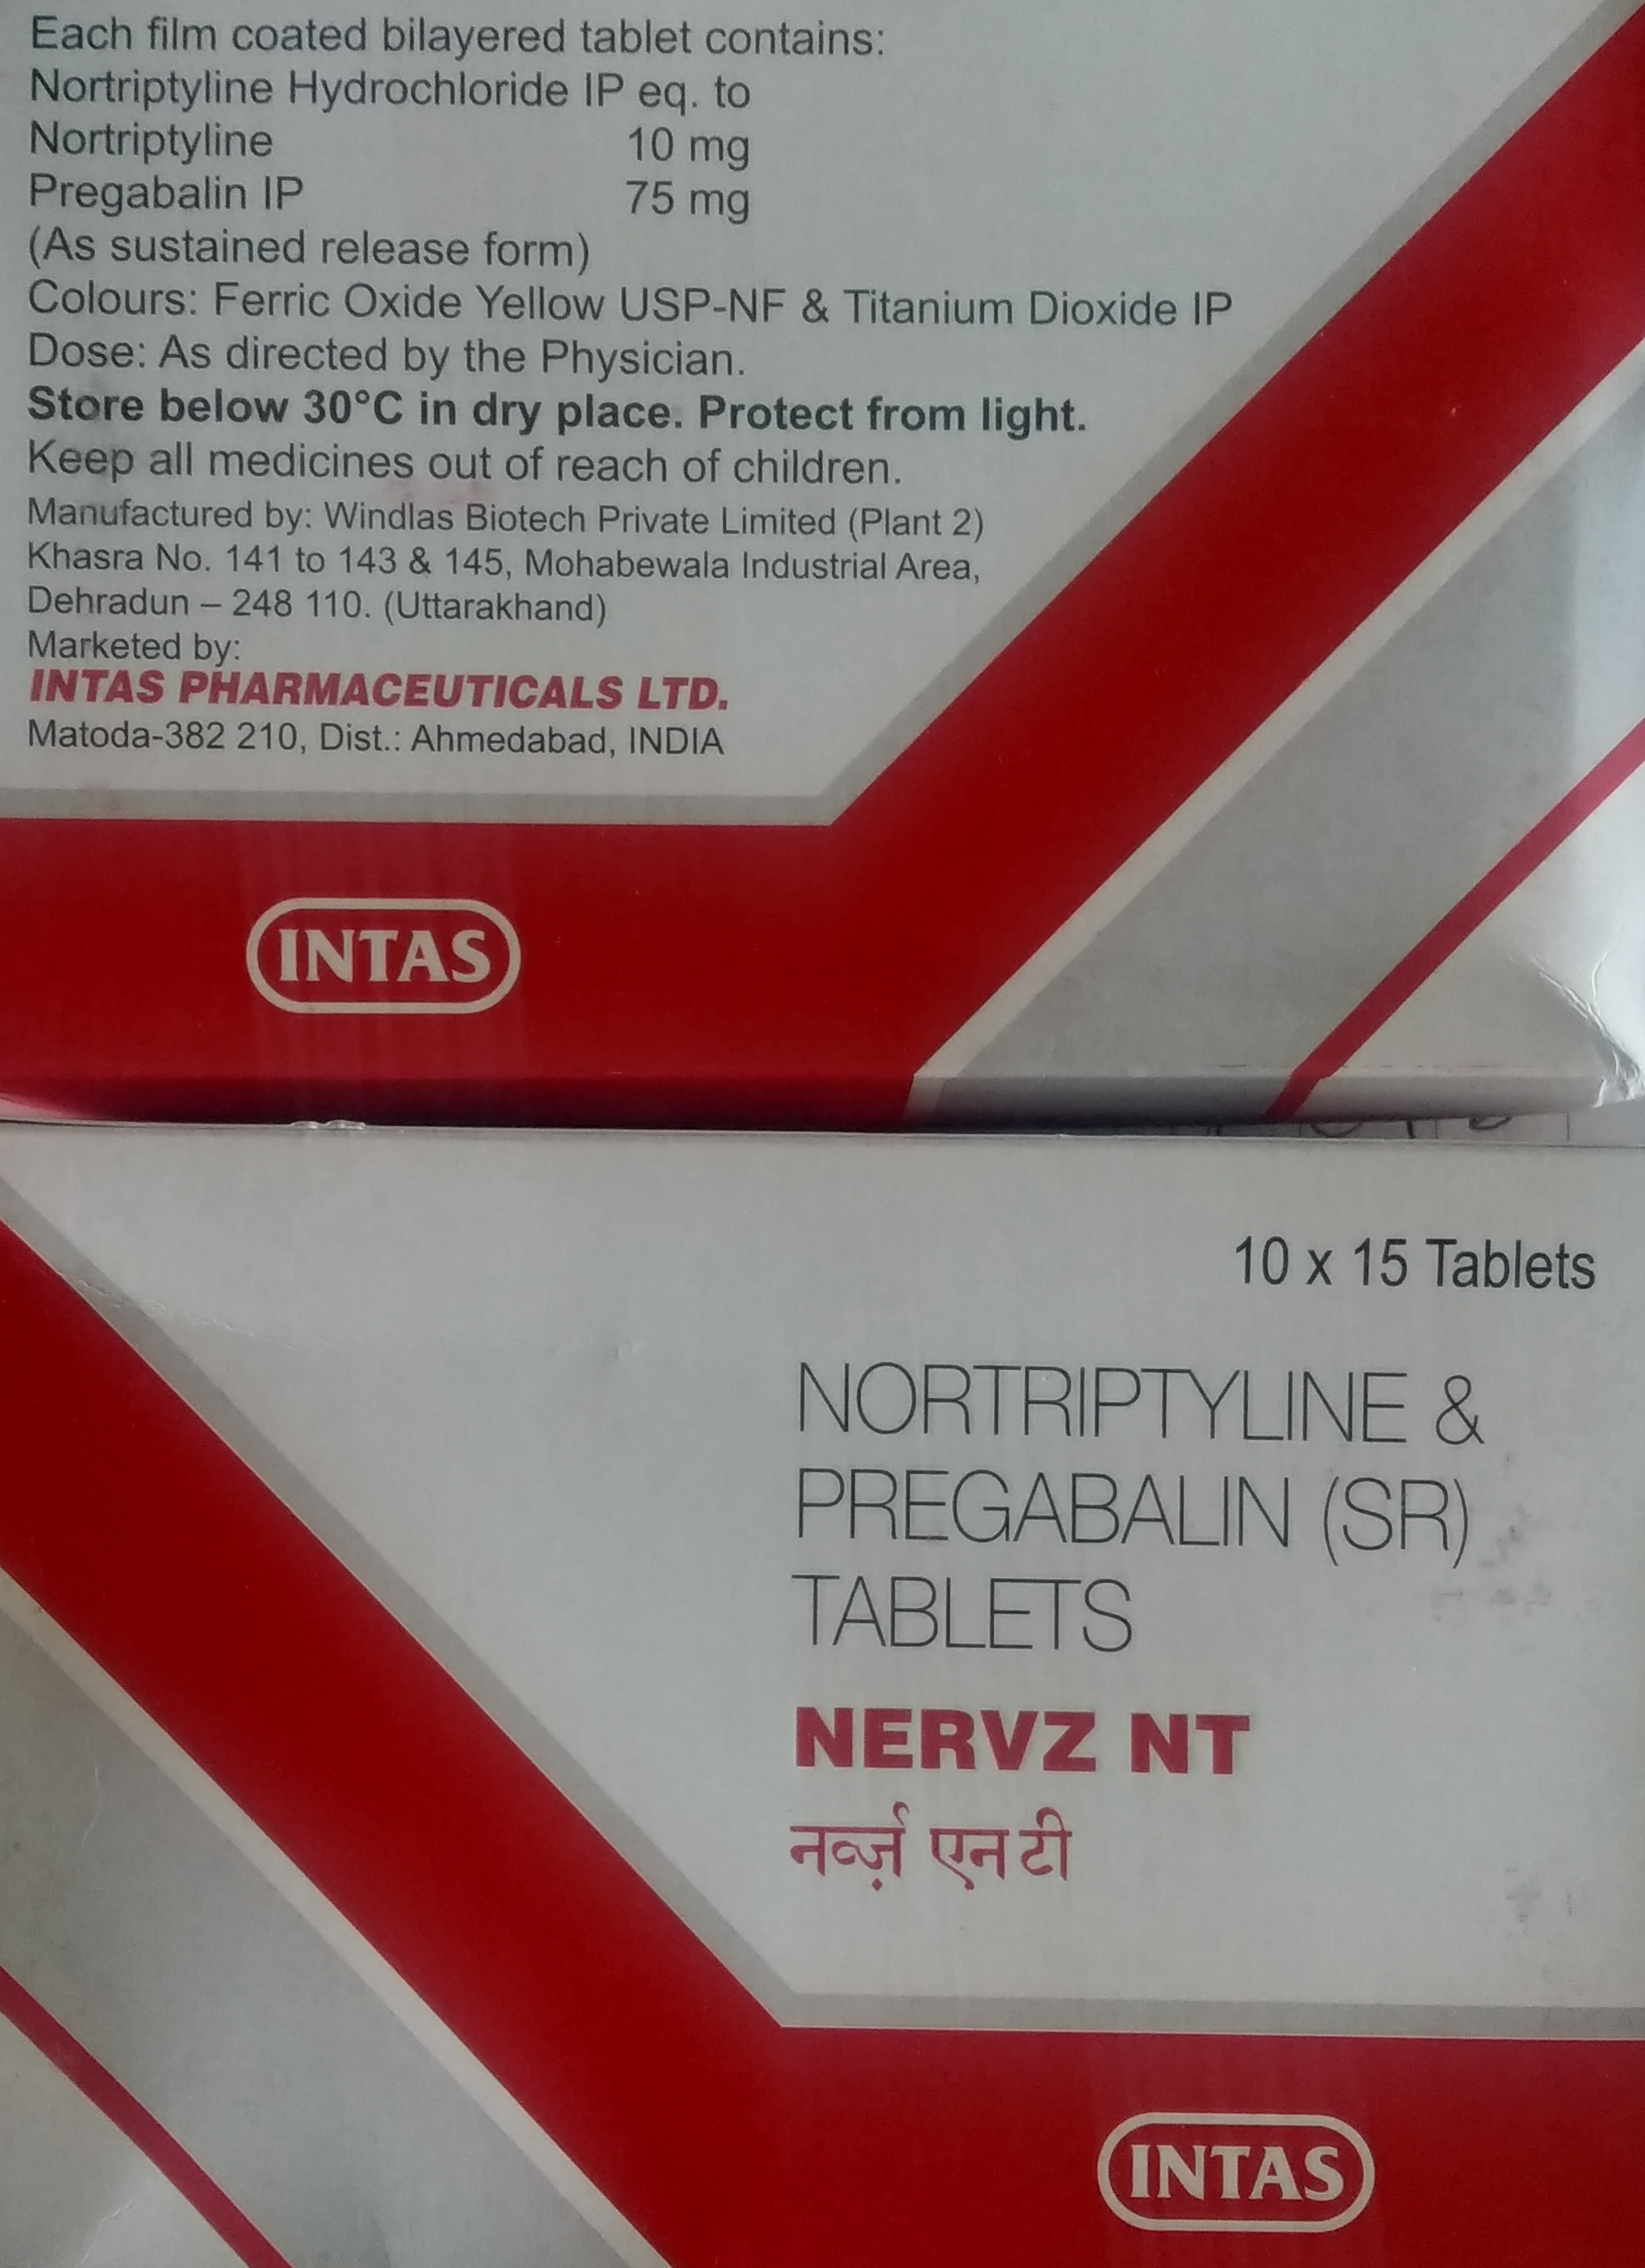 Each film coated bilayered tablet contains:
Nortriptyline Hydrochloride IP eq. to
Nortriptyline 10 mg
Pregabalin IP 75 mg
(As sustained release form)
Colours: Ferric Oxide Yellow USP-NF & Titanium Dioxide IP
Dose: As directed by the Physician.
Store below 30°C in dry place. Protect from light.
Keep all medicines out of reach of children.
Manufactured by: Windlas Biotech Private Limited (Plant 2)
Khasra No. 141 to 143 & 145, Mohabewala Industrial Area,
Dehradun – 248 110. (Uttarakhand)
Marketed by:
INTAS PHARMACEUTICALS LTD.
Matoda-382 210, Dist.: Ahmedabad, INDIA
INTAS
10 x 15 Tablets
NORTRIPTYLINE &
PREGABALIN (SR)
TABLETS
NERVZ NT
नर्व्ज़ एन टी
INTAS